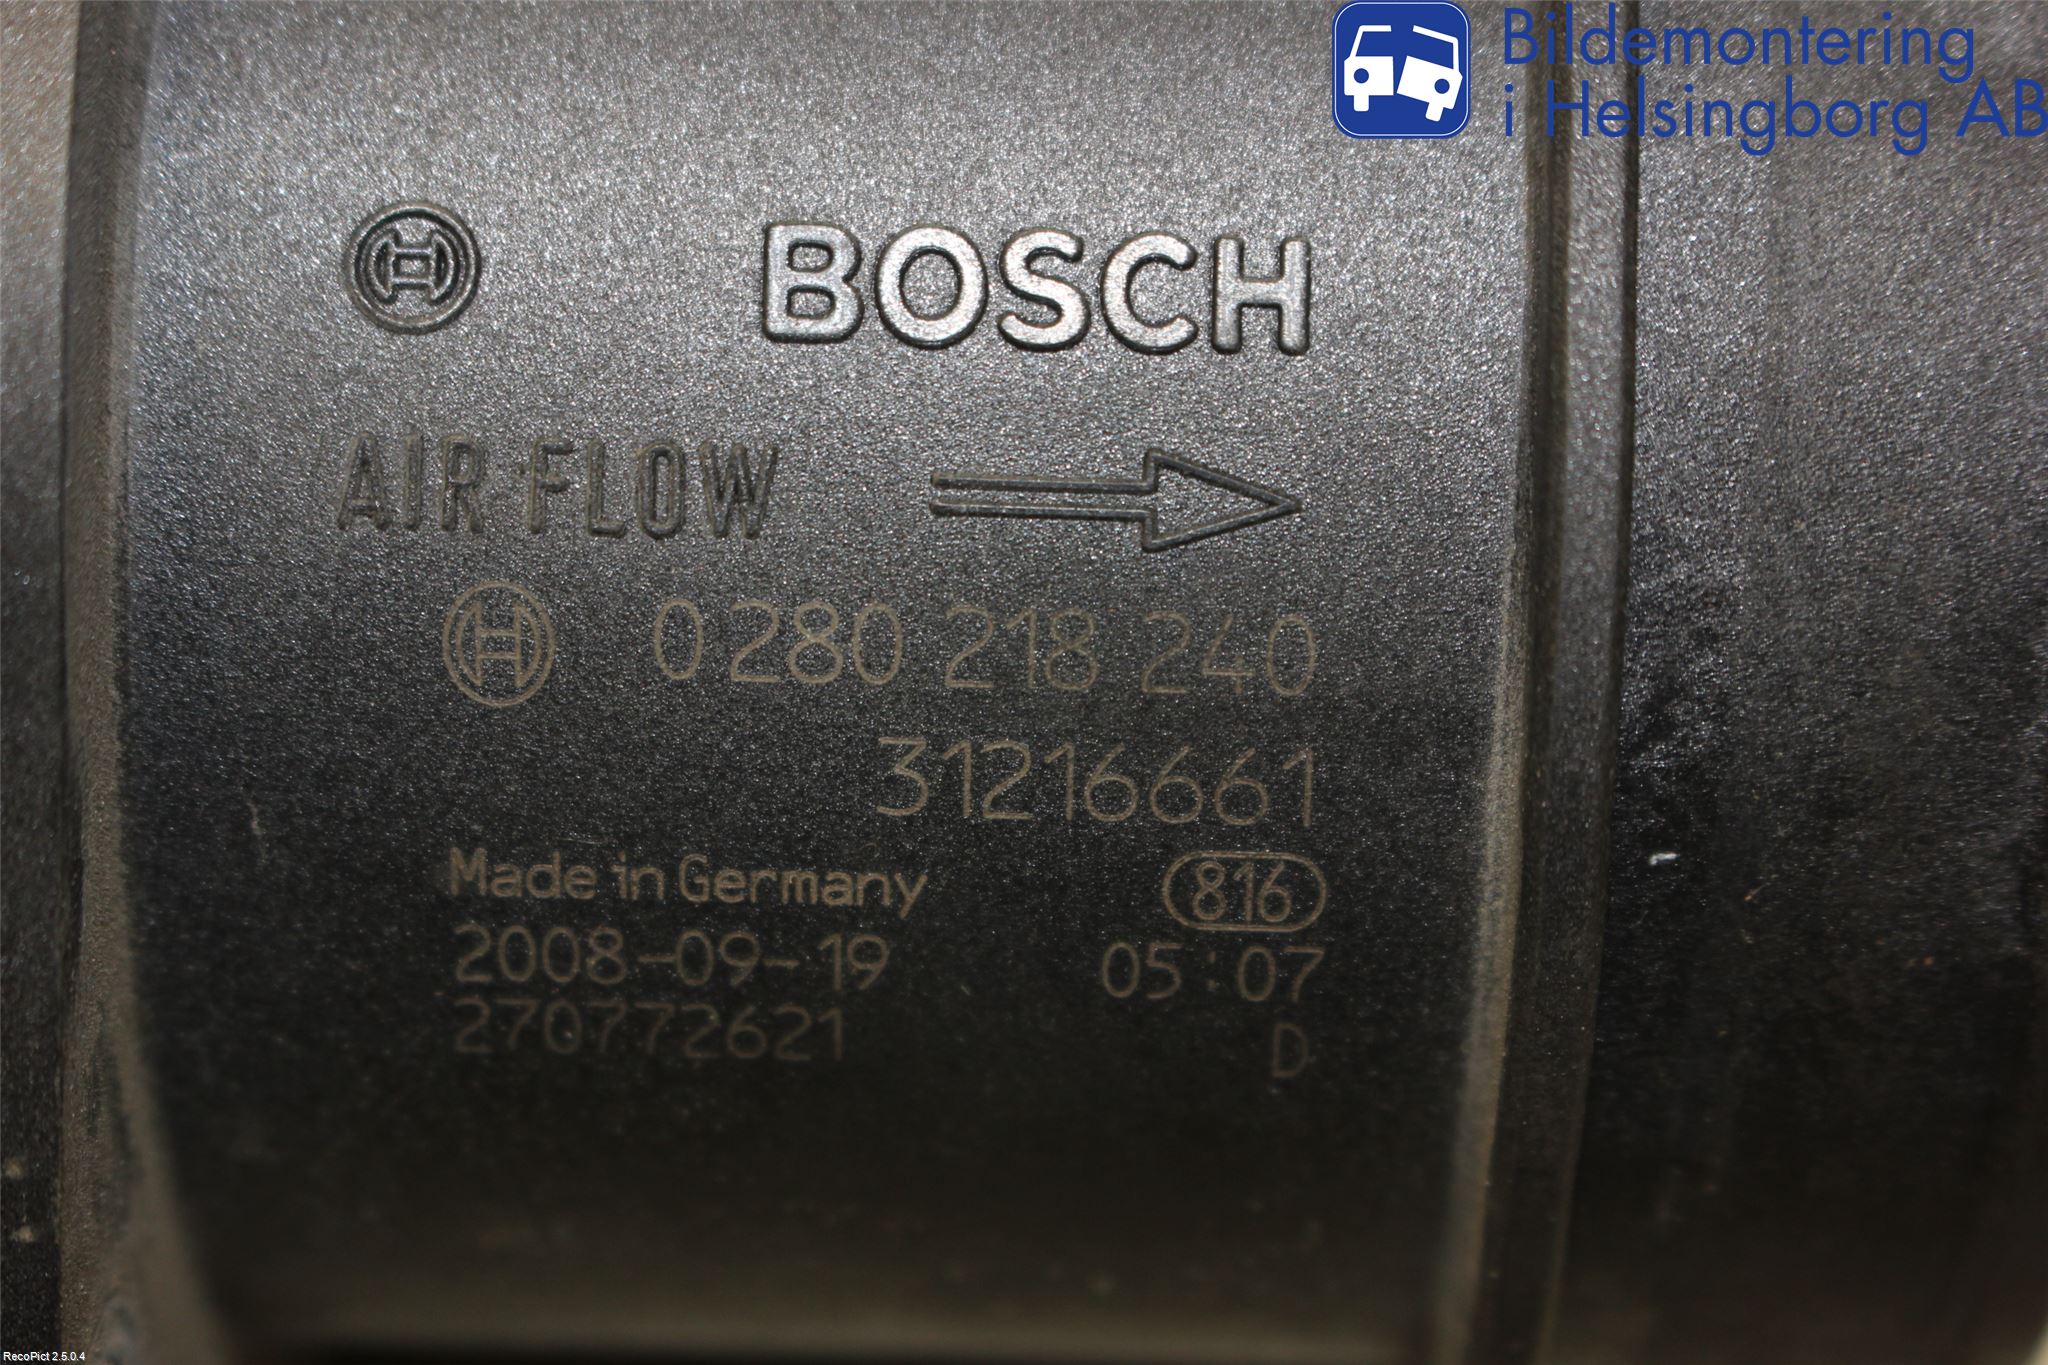 Bildemontering
i Helsingborg AB
BOSCH
AIR FLOW
0 280 218 240
31216661
Made in Germany 816
2008-09-19 05:07
270772621 D
RecoPict 2.5.0.4